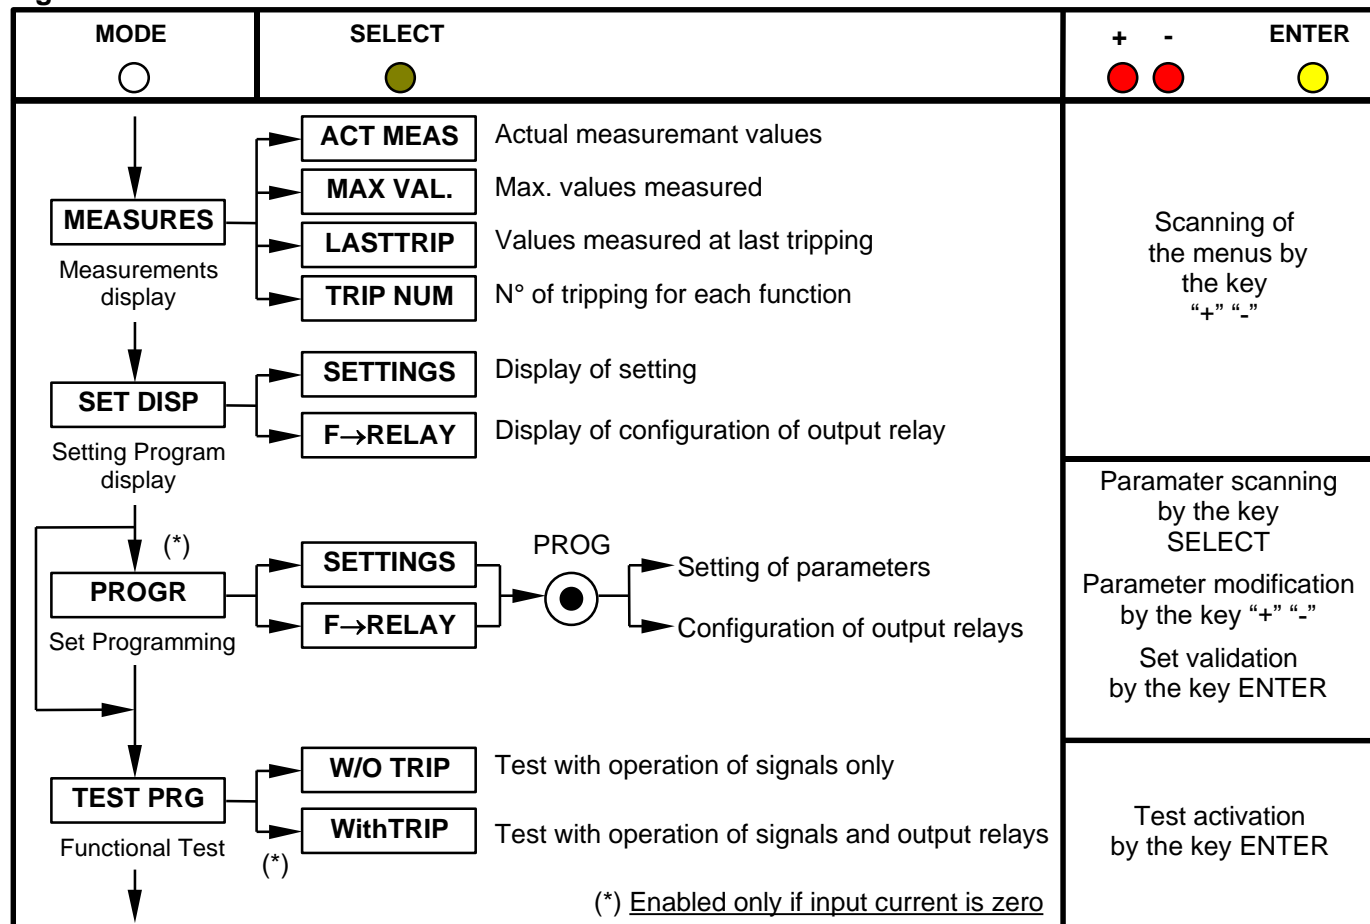 MODE
SELECT
+ -
ENTER
ACT MEAS
Actual measuremant values
MAX VAL.
Max. values measured
MEASURES
LASTTRIP
Values measured at last tripping
Measurements
display
TRIP NUM
N° of tripping for each function
Scanning of
the menus by
the key
“+” “-”
SETTINGS
Display of setting
SET DISP
F→RELAY
Display of configuration of output relay
Setting Program
display
(*)
SETTINGS
PROG
Setting of parameters
PROGR
F→RELAY
Configuration of output relays
Set Programming
Paramater scanning
by the key
SELECT
Parameter modification
by the key “+” “-”
Set validation
by the key ENTER
W/O TRIP
Test with operation of signals only
TEST PRG
WithTRIP
Test with operation of signals and output relays
Functional Test
(*)
Test activation
by the key ENTER
(*) Enabled only if input current is zero